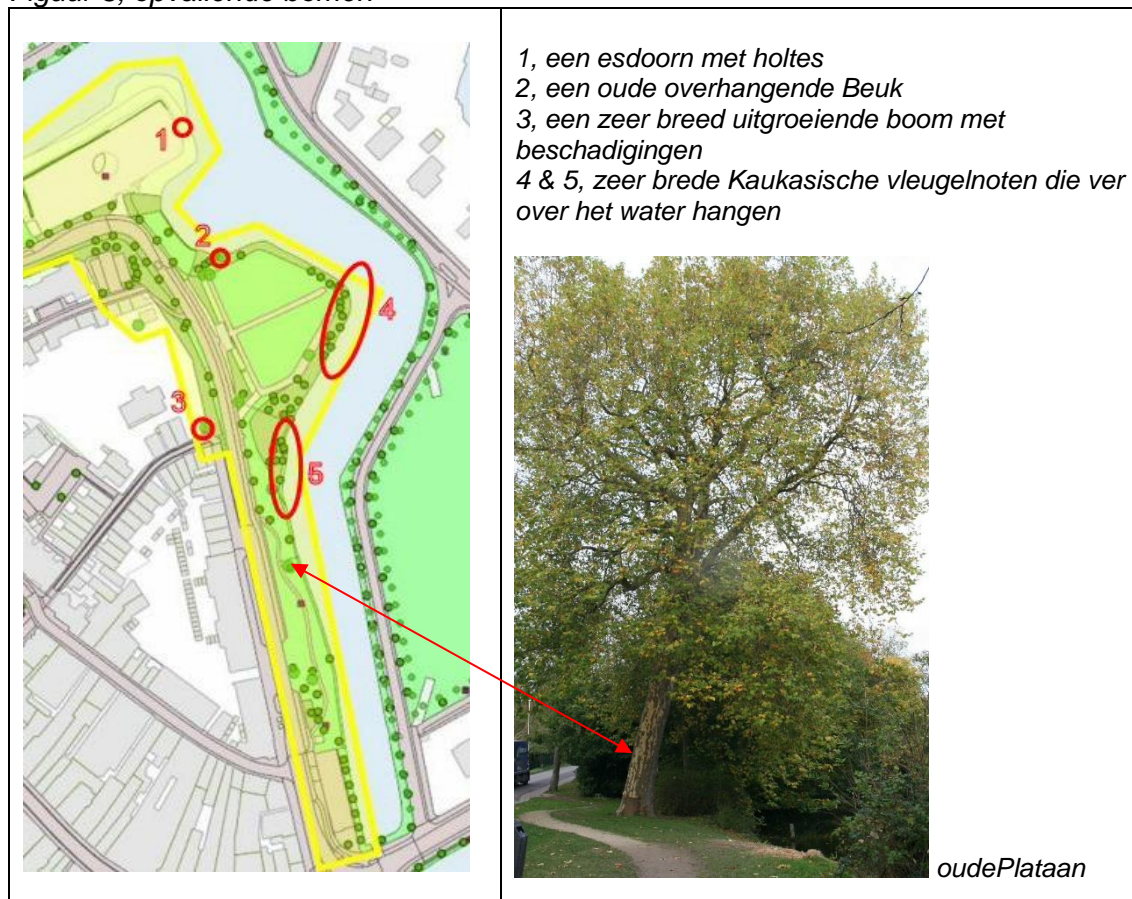 Figuur opvallende bomen
1, een esdoorn met holtes
2, een oude overhangende Beuk
3, een zeer breed uitgroeiende boom met
beschadigingen
4 & 5, zeer brede Kaukasische vleugelnoten die ver
over het water hangen
1
2
4
3
5
oudePlataan